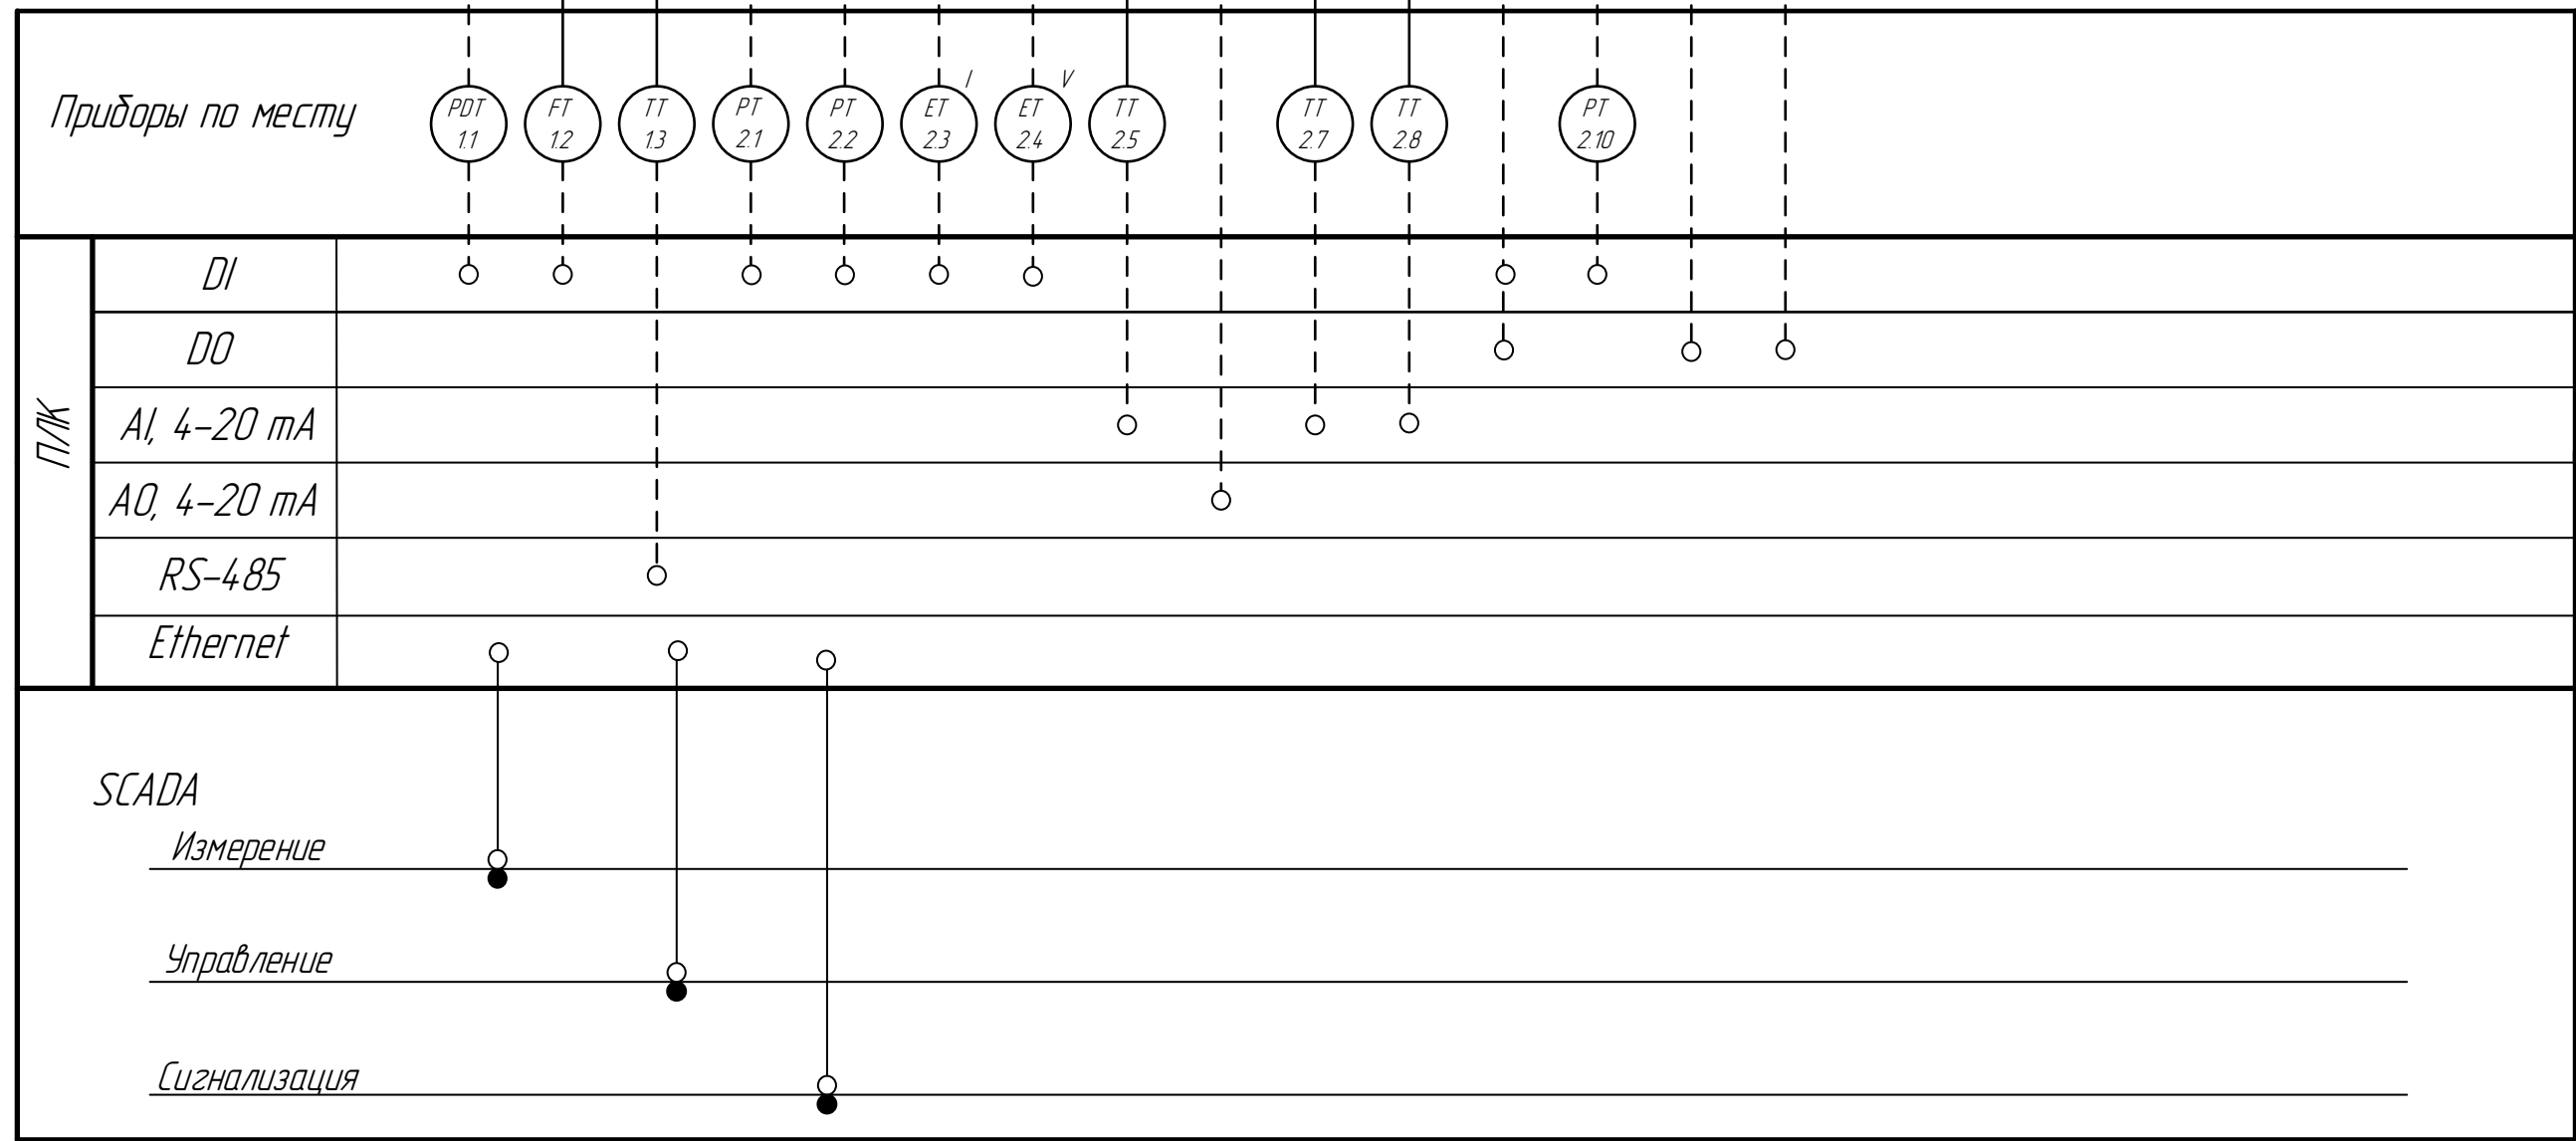 I V
Приборы по месту
PDT FT TT PT PT ET ET TT TT TT PT
1.1 1.2 1.3 2.1 2.2 2.3 2.4 2.5 2.7 2.8 2.10
ПЛК
DI
DO
AI, 4-20 mA
AO, 4-20 mA
RS-485
Ethernet
SCADA
Измерение
Управление
Сигнализация